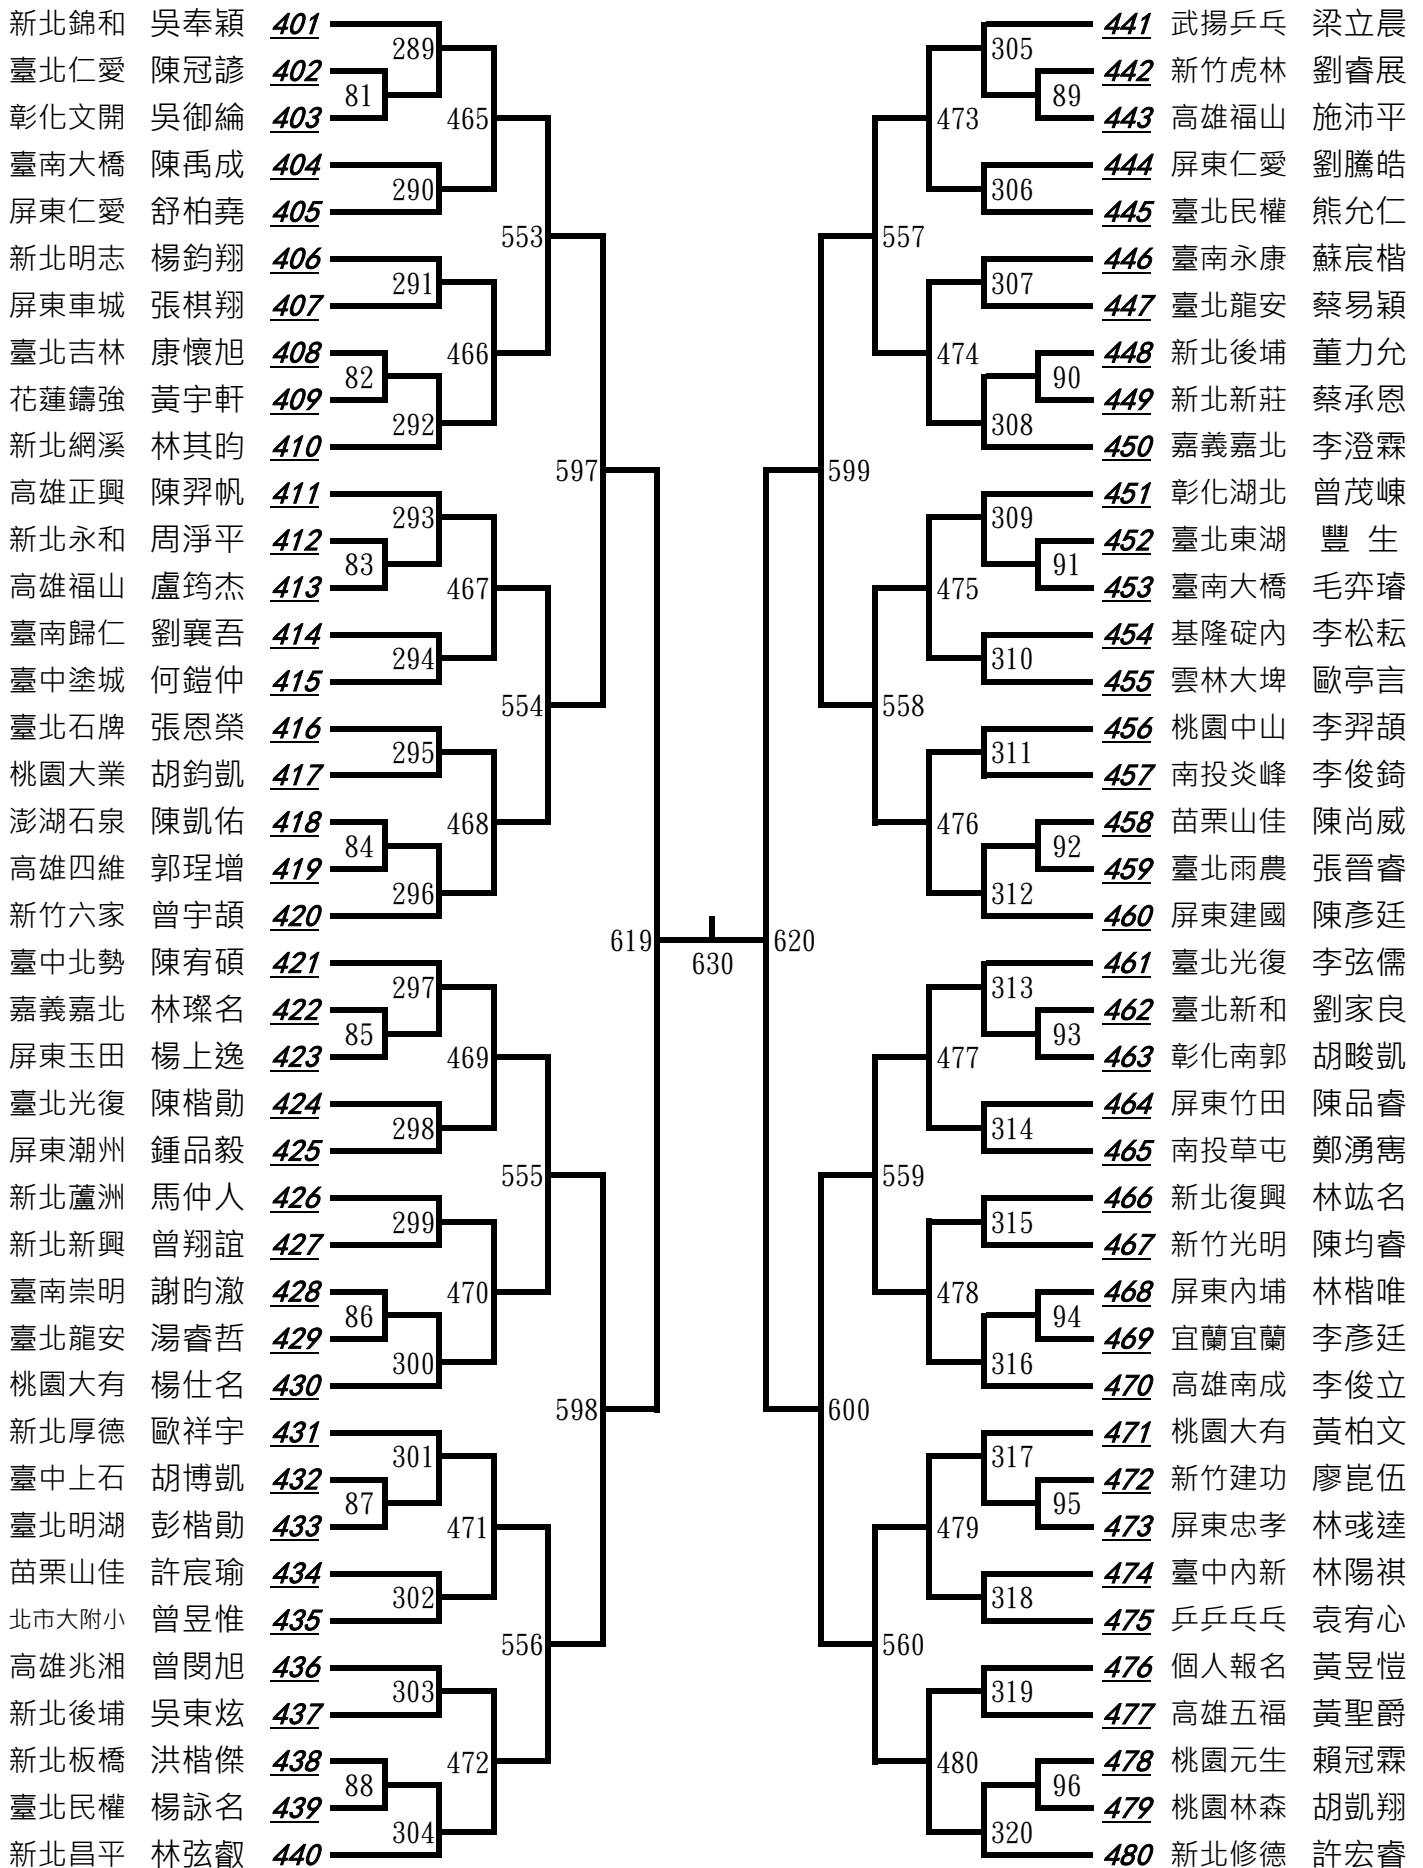 新北錦和 吳奉穎 401
臺北仁愛 陳冠諺 402
彰化文開 吳御綸 403
臺南大橋 陳禹成 404
屏東仁愛 舒柏堯 405
新北明志 楊鈞翔 406
屏東車城 張棋翔 407
臺北吉林 康懷旭 408
花蓮鑄強 黃宇軒 409
新北網溪 林其昀 410
高雄正興 陳羿帆 411
新北永和 周淨平 412
高雄福山 盧筠杰 413
臺南歸仁 劉襄吾 414
臺中塗城 何鎧仲 415
臺北石牌 張恩榮 416
桃園大業 胡鈞凱 417
澎湖石泉 陳凱佑 418
高雄四維 郭珵增 419
新竹六家 曾宇頡 420
臺中北勢 陳宥碩 421
嘉義嘉北 林璨名 422
屏東玉田 楊上逸 423
臺北光復 陳楷勛 424
屏東潮州 鍾品毅 425
新北蘆洲 馬仲人 426
新北新興 曾翔誼 427
臺南崇明 謝昀澈 428
臺北龍安 湯睿哲 429
桃園大有 楊仕名 430
新北厚德 歐祥宇 431
臺中上石 胡博凱 432
臺北明湖 彭楷勛 433
苗栗山佳 許宸瑜 434
北市大附小 曾昱惟 435
高雄兆湘 曾閔旭 436
新北後埔 吳東炫 437
新北板橋 洪楷傑 438
臺北民權 楊詠名 439
新北昌平 林弦叡 440
81
82
83
84
85
86
87
88
289
290
291
292
293
294
295
296
297
298
299
300
301
302
303
304
465
466
467
468
469
470
471
472
553
554
555
556
597
598
619
630
620
599
600
557
558
559
560
473
474
475
476
477
478
479
480
305
306
307
308
309
310
311
312
313
314
315
316
317
318
319
320
89
90
91
92
93
94
95
96
441 武揚乒乓 梁立晨
442 新竹虎林 劉睿展
443 高雄福山 施沛平
444 屏東仁愛 劉騰皓
445 臺北民權 熊允仁
446 臺南永康 蘇宸楷
447 臺北龍安 蔡易穎
448 新北後埔 董力允
449 新北新莊 蔡承恩
450 嘉義嘉北 李澄霖
451 彰化湖北 曾茂崠
452 臺北東湖 豐 生
453 臺南大橋 毛弈璿
454 基隆碇內 李松耘
455 雲林大埤 歐亭言
456 桃園中山 李羿頡
457 南投炎峰 李俊錡
458 苗栗山佳 陳尚威
459 臺北雨農 張晉睿
460 屏東建國 陳彥廷
461 臺北光復 李弦儒
462 臺北新和 劉家良
463 彰化南郭 胡畯凱
464 屏東竹田 陳品睿
465 南投草屯 鄭湧寯
466 新北復興 林竑名
467 新竹光明 陳均睿
468 屏東內埔 林楷唯
469 宜蘭宜蘭 李彥廷
470 高雄南成 李俊立
471 桃園大有 黃柏文
472 新竹建功 廖崑伍
473 屏東忠孝 林彧逵
474 臺中內新 林陽祺
475 乒乒乓乓 袁宥心
476 個人報名 黃昱愷
477 高雄五福 黃聖爵
478 桃園元生 賴冠霖
479 桃園林森 胡凱翔
480 新北修德 許宏睿